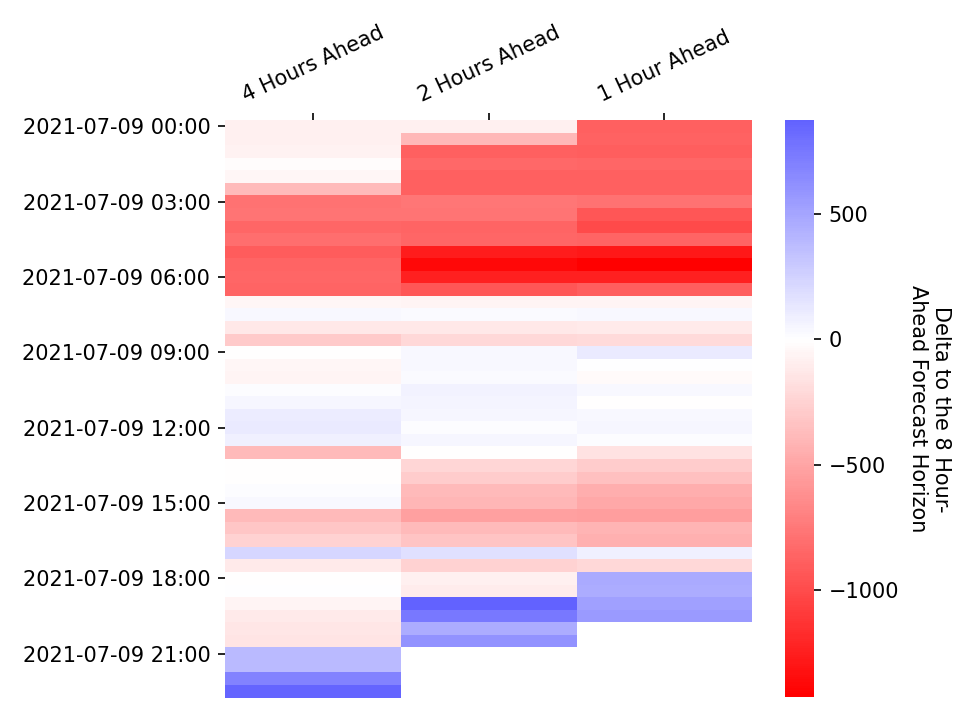 4 Hours Ahead
2 Hours Ahead
1 Hour Ahead
2021-07-09 00:00
2021-07-09 03:00
2021-07-09 06:00
2021-07-09 09:00
2021-07-09 12:00
2021-07-09 15:00
2021-07-09 18:00
2021-07-09 21:00
500
0
−500
−1000
Delta to the 8 Hour-
Ahead Forecast Horizon